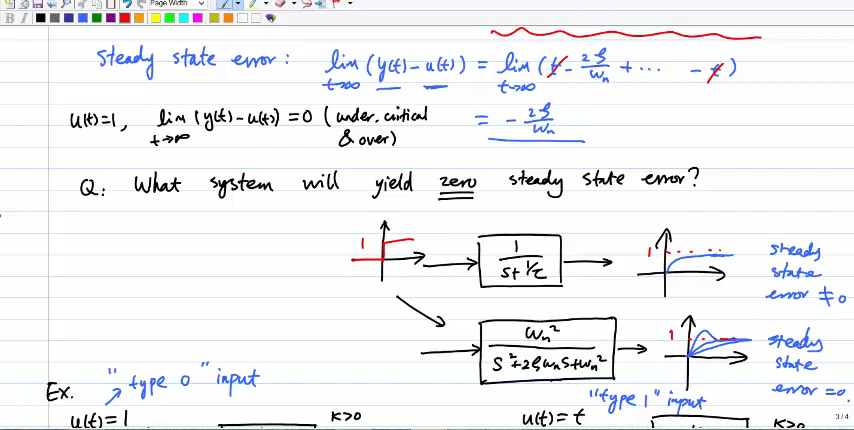 Page Width
B
steady state error: lim t→∞ (y(t) - u(t)) = lim t→∞ (t - 2ζ/ωn + ... - t)
u(t)=1, lim t→∞ (y(t) - u(t)) = 0 (under. critical & over) = - 2ζ/ωn
Q: What system will yield zero steady state error?
1
1 / (s + 1/τ)
1
steady state error ≠ 0
ωn² / (s² + 2ζωns + ωn²)
1
steady state error = 0.
Ex. "type 0" input
"type 1" input
u(t) = 1
K>0
u(t) = t
K>0
3/4